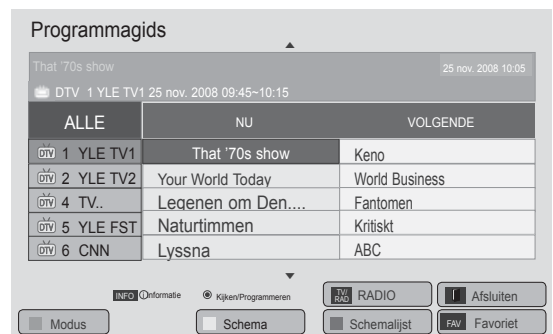 Programmagids
That '70s show 25 nov. 2008 10:05
DTV 1 YLE TV1 25 nov. 2008 09:45~10:15
ALLE NU VOLGENDE
DTV 1 YLE TV1 That '70s show Keno
DTV 2 YLE TV2 Your World Today World Business
DTV 4 TV.. Legenen om Den.... Fantomen
DTV 5 YLE FST Naturtimmen Kritiskt
DTV 6 CNN Lyssna ABC
INFO ⓘInformatie ◉ Kijken/Programmeren TV/RAD RADIO Afsluiten
Modus Schema Schemalijst FAV Favoriet